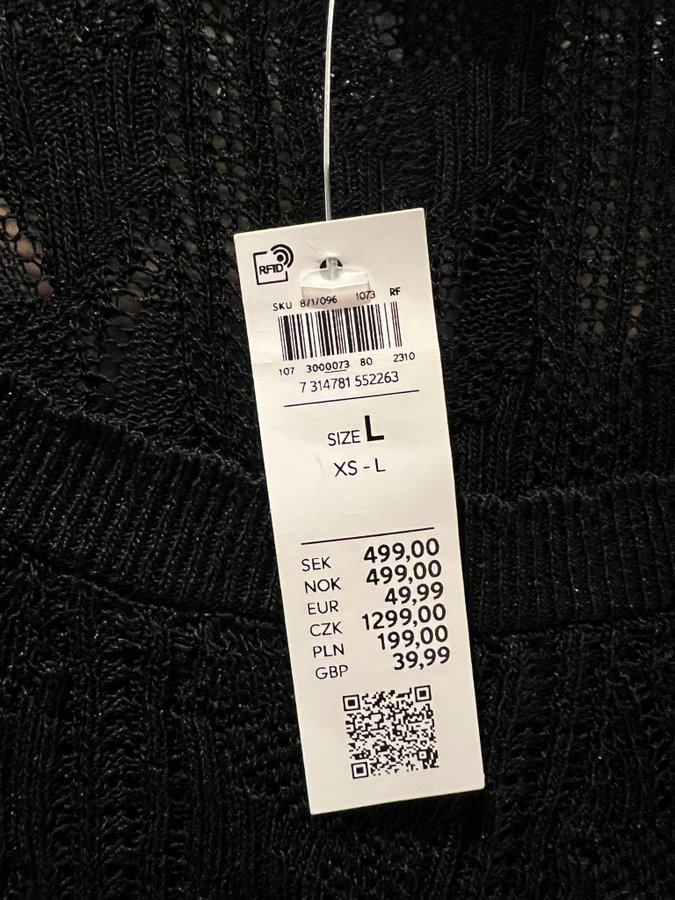 RFID
SKU 8717096 1073 RF
107 3000073 80 2310
7 314781 552263
SIZE L
XS - L
SEK 499,00
NOK 499,00
EUR 49,99
CZK 1299,00
PLN 199,00
GBP 39,99